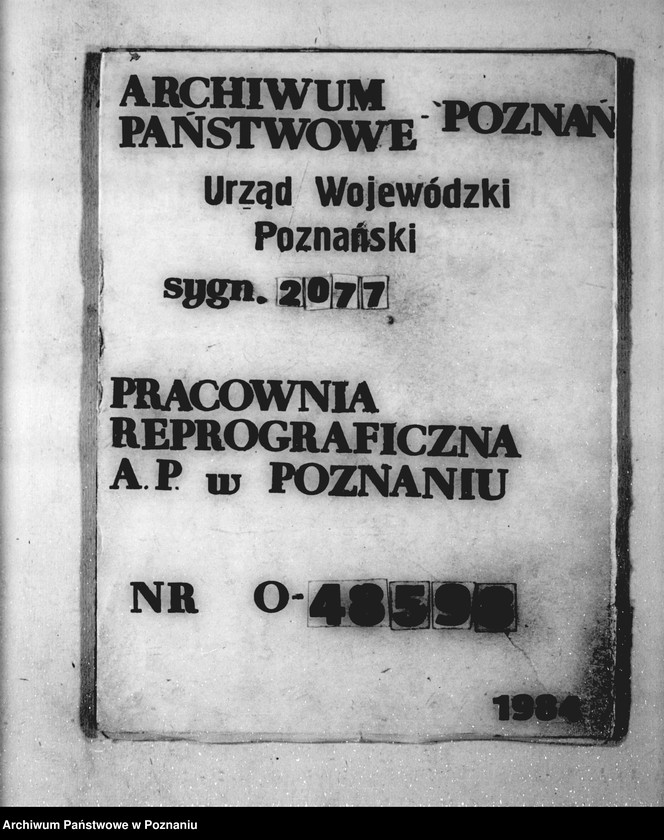 ARCHIWUM
PAŃSTWOWE - POZNAŃ
Urząd Wojewódzki
Poznański
sygn. 2077
PRACOWNIA
REPROGRAFICZNA
A.P. w POZNANIU
NR O-48598
1984
Archiwum Państwowe w Poznaniu